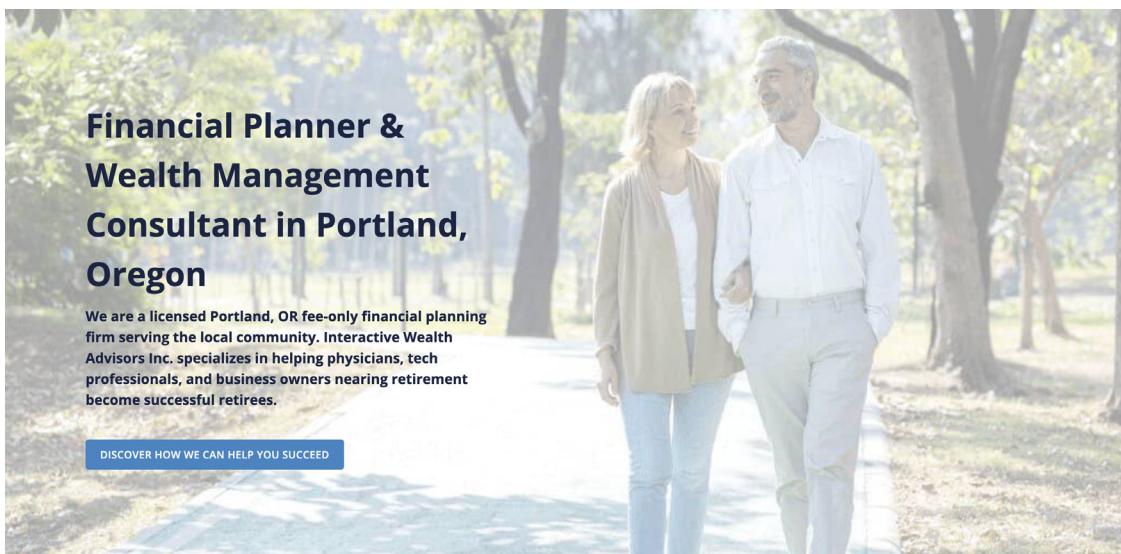 Financial Planner &
Wealth Management
Consultant in Portland,
Oregon
We are a licensed Portland, OR fee-only financial planning
firm serving the local community. Interactive Wealth
Advisors Inc. specializes in helping physicians, tech
professionals, and business owners nearing retirement
become successful retirees.
DISCOVER HOW WE CAN HELP YOU SUCCEED